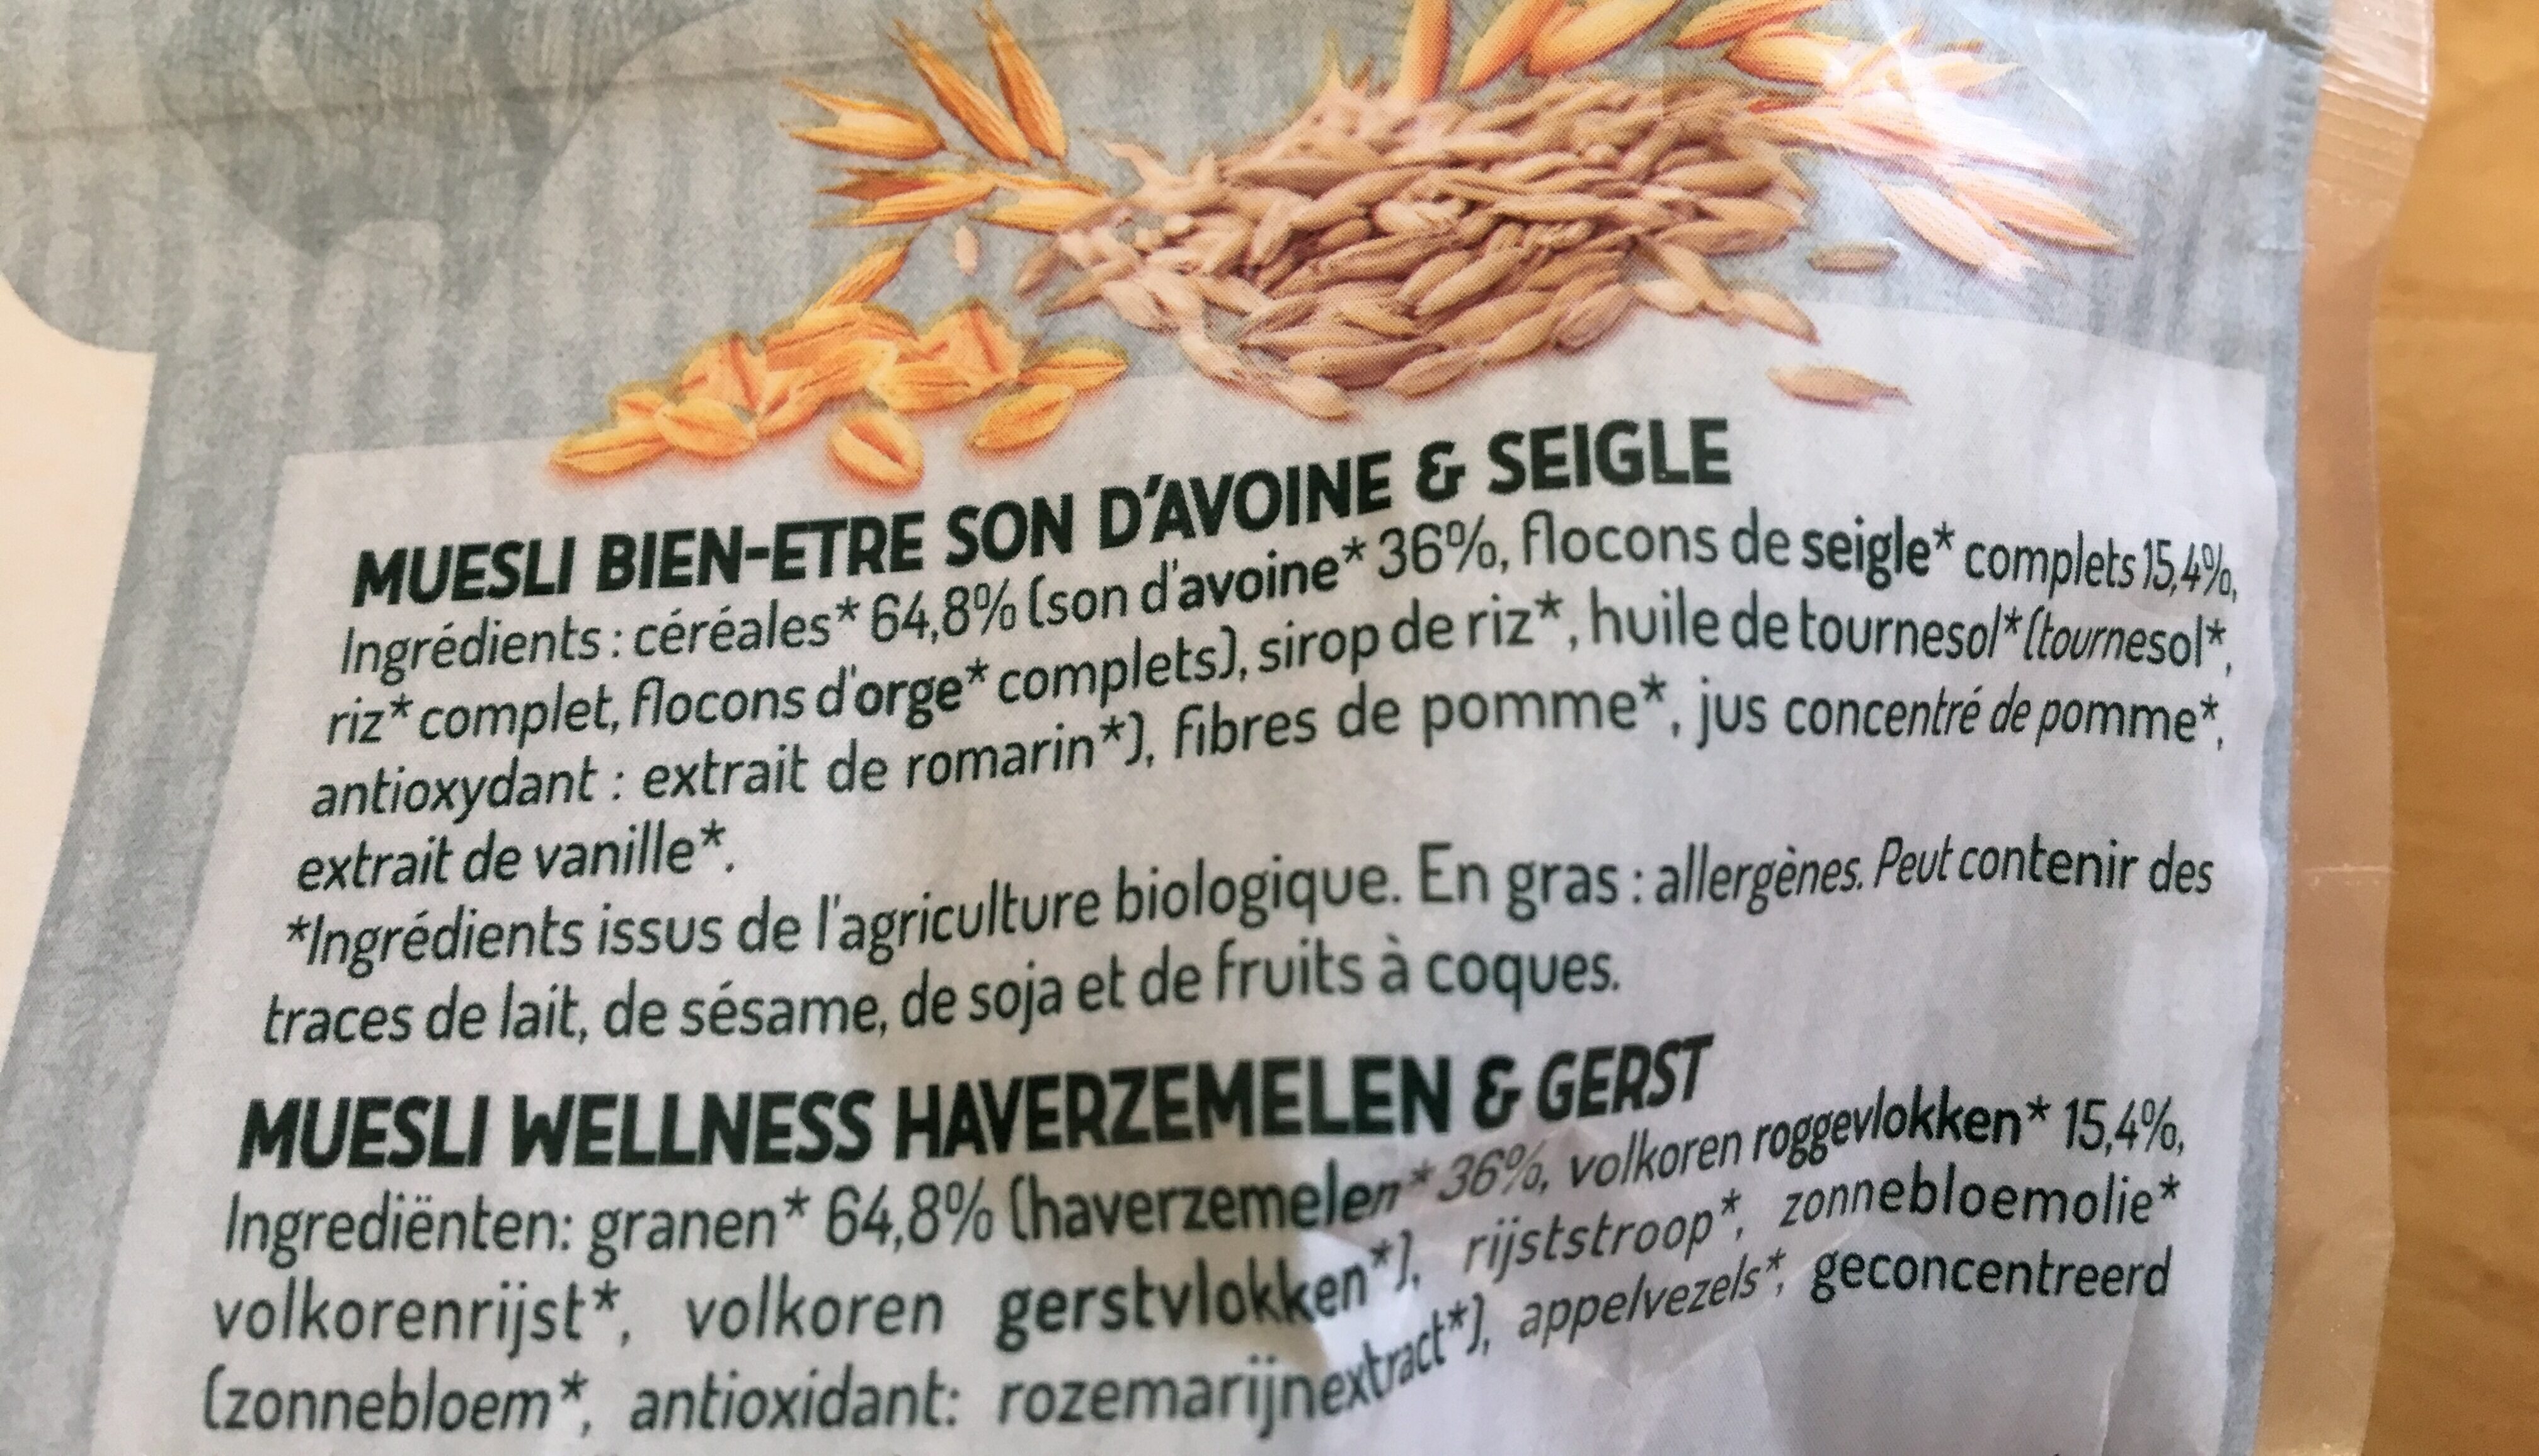 MUESLI BIEN-ETRE SON D'AVOINE & SEIGLE
Ingrédients : céréales* 64,8% (son d'avoine* 36%, flocons de seigle* complets 15,4%,
riz* complet, flocons d'orge* complets), sirop de riz*, huile de tournesol* (tournesol*,
antioxydant : extrait de romarin*), fibres de pomme*, jus concentré de pomme*,
extrait de vanille*.
*Ingrédients issus de l'agriculture biologique. En gras : allergènes. Peut contenir des
traces de lait, de sésame, de soja et de fruits à coques.
MUESLI WELLNESS HAVERZEMELEN & GERST
Ingrediënten: granen* 64,8% (haverzemelen* 36%, volkoren roggevlokken* 15,4%,
volkorenrijst*, volkoren gerstvlokken*), rijststroop*, zonnebloemolie*
(zonnebloem*, antioxidant: rozemarijnextract*), appelvezels*, geconcentreerd